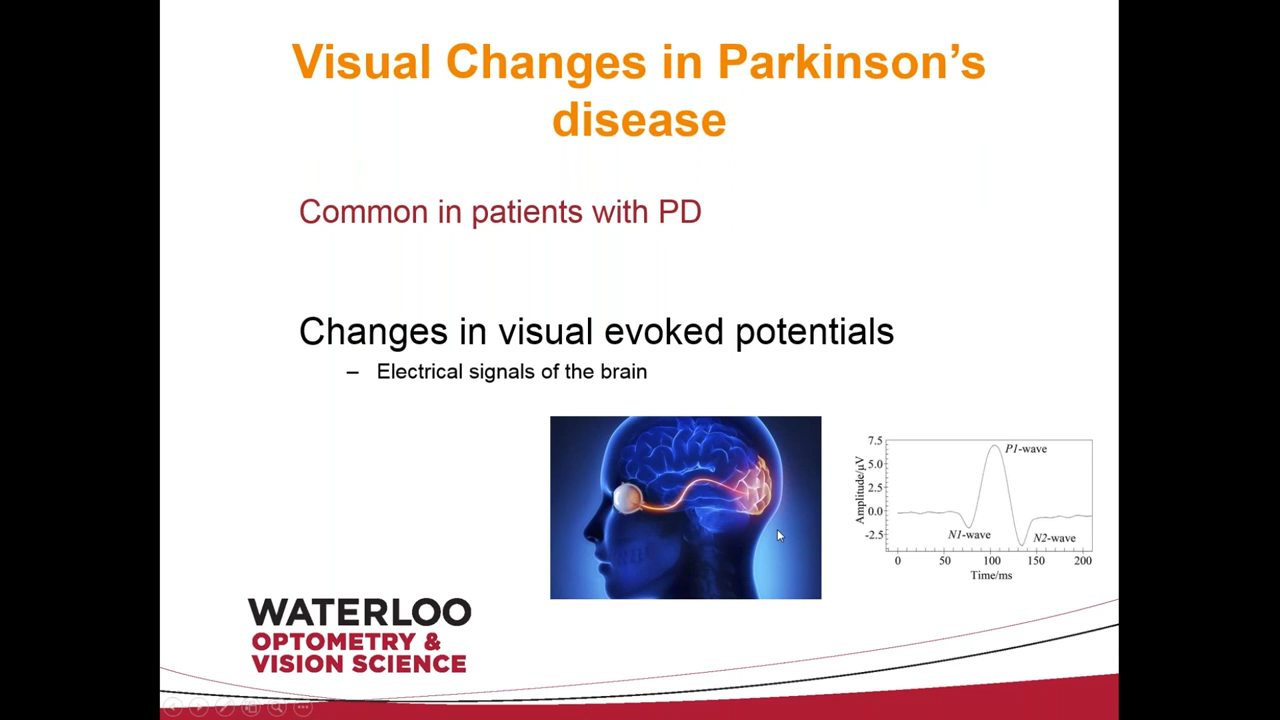 Visual Changes in Parkinson's
disease
Common in patients with PD
Changes in visual evoked potentials
– Electrical signals of the brain
7.5
5.0
2.5
0.0
-2.5
Amplitude/μV
P1-wave
N1-wave
N2-wave
0 50 100 150 200
Time/ms
WATERLOO
OPTOMETRY &
VISION SCIENCE